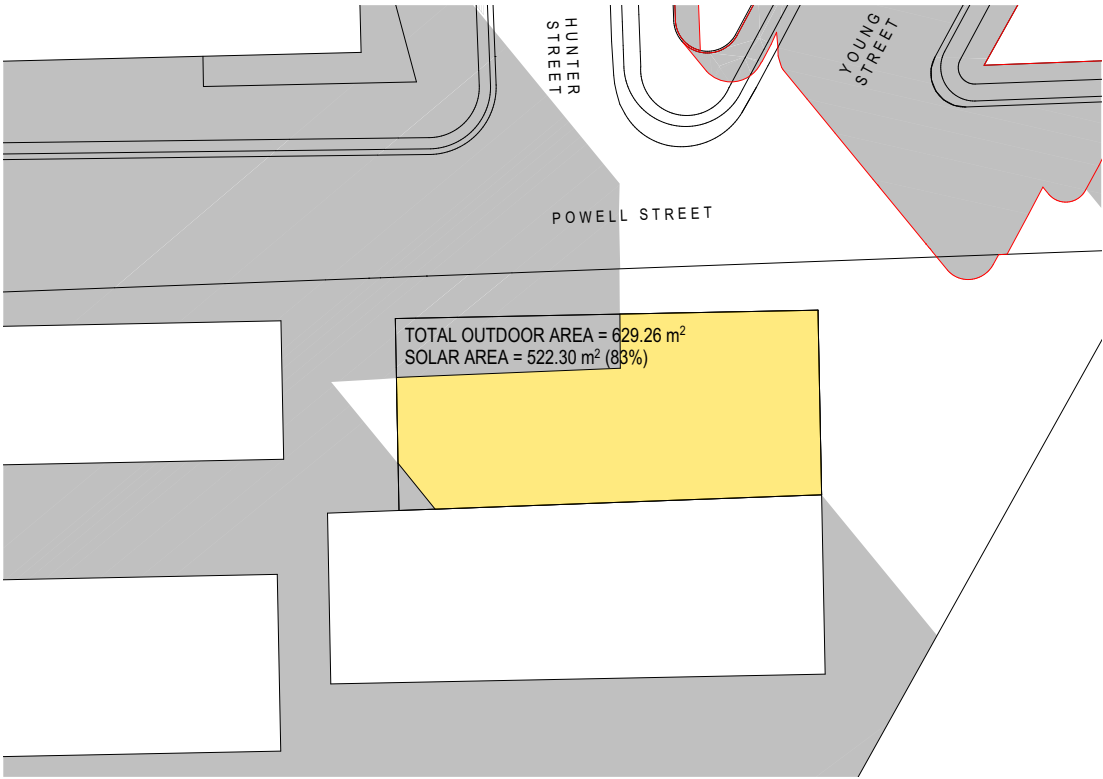 HUNTER
STREET
YOUNG
STREET
POWELL STREET
TOTAL OUTDOOR AREA = 629.26 m²
SOLAR AREA = 522.30 m² (83%)